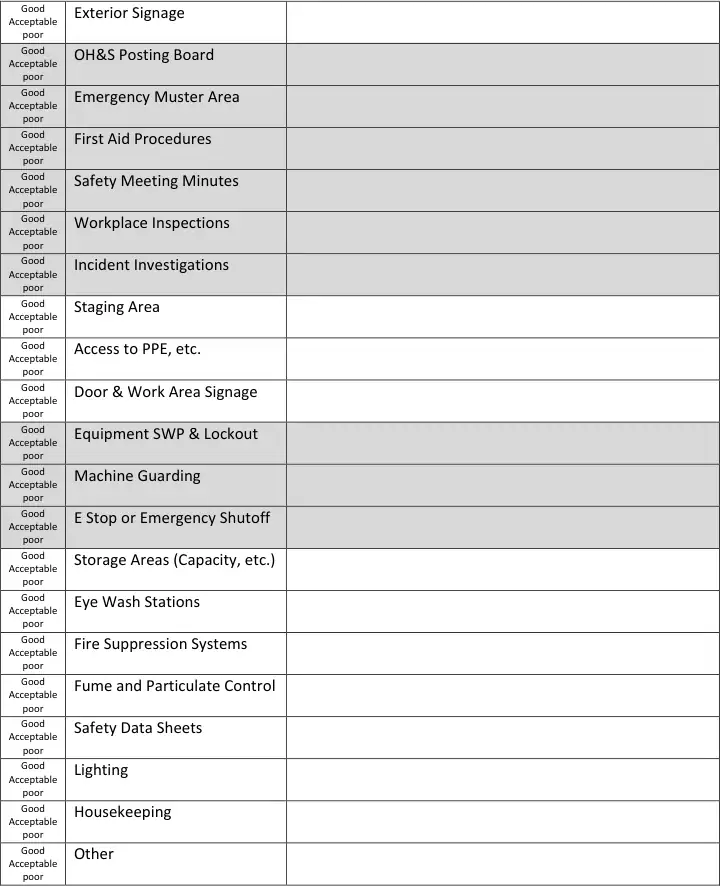 Good
Acceptable
poor
Exterior Signage
Good
Acceptable
poor
OH&S Posting Board
Good
Acceptable
poor
Emergency Muster Area
Good
Acceptable
poor
First Aid Procedures
Good
Acceptable
poor
Safety Meeting Minutes
Good
Acceptable
poor
Workplace Inspections
Good
Acceptable
poor
Incident Investigations
Good
Acceptable
poor
Staging Area
Good
Acceptable
poor
Access to PPE, etc.
Good
Acceptable
poor
Door & Work Area Signage
Good
Acceptable
poor
Equipment SWP & Lockout
Good
Acceptable
poor
Machine Guarding
Good
Acceptable
poor
E Stop or Emergency Shutoff
Good
Acceptable
poor
Storage Areas (Capacity, etc.)
Good
Acceptable
poor
Eye Wash Stations
Good
Acceptable
poor
Fire Suppression Systems
Good
Acceptable
poor
Fume and Particulate Control
Good
Acceptable
poor
Safety Data Sheets
Good
Acceptable
poor
Lighting
Good
Acceptable
poor
Housekeeping
Good
Acceptable
poor
Other